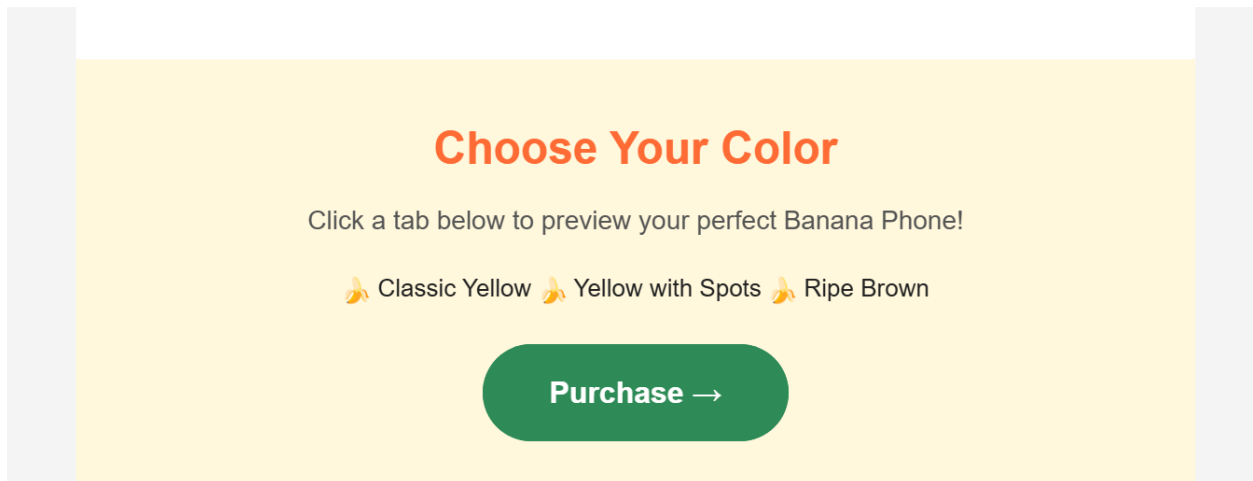 Choose Your Color
Click a tab below to preview your perfect Banana Phone!
🍌 Classic Yellow 🍌 Yellow with Spots 🍌 Ripe Brown
Purchase →